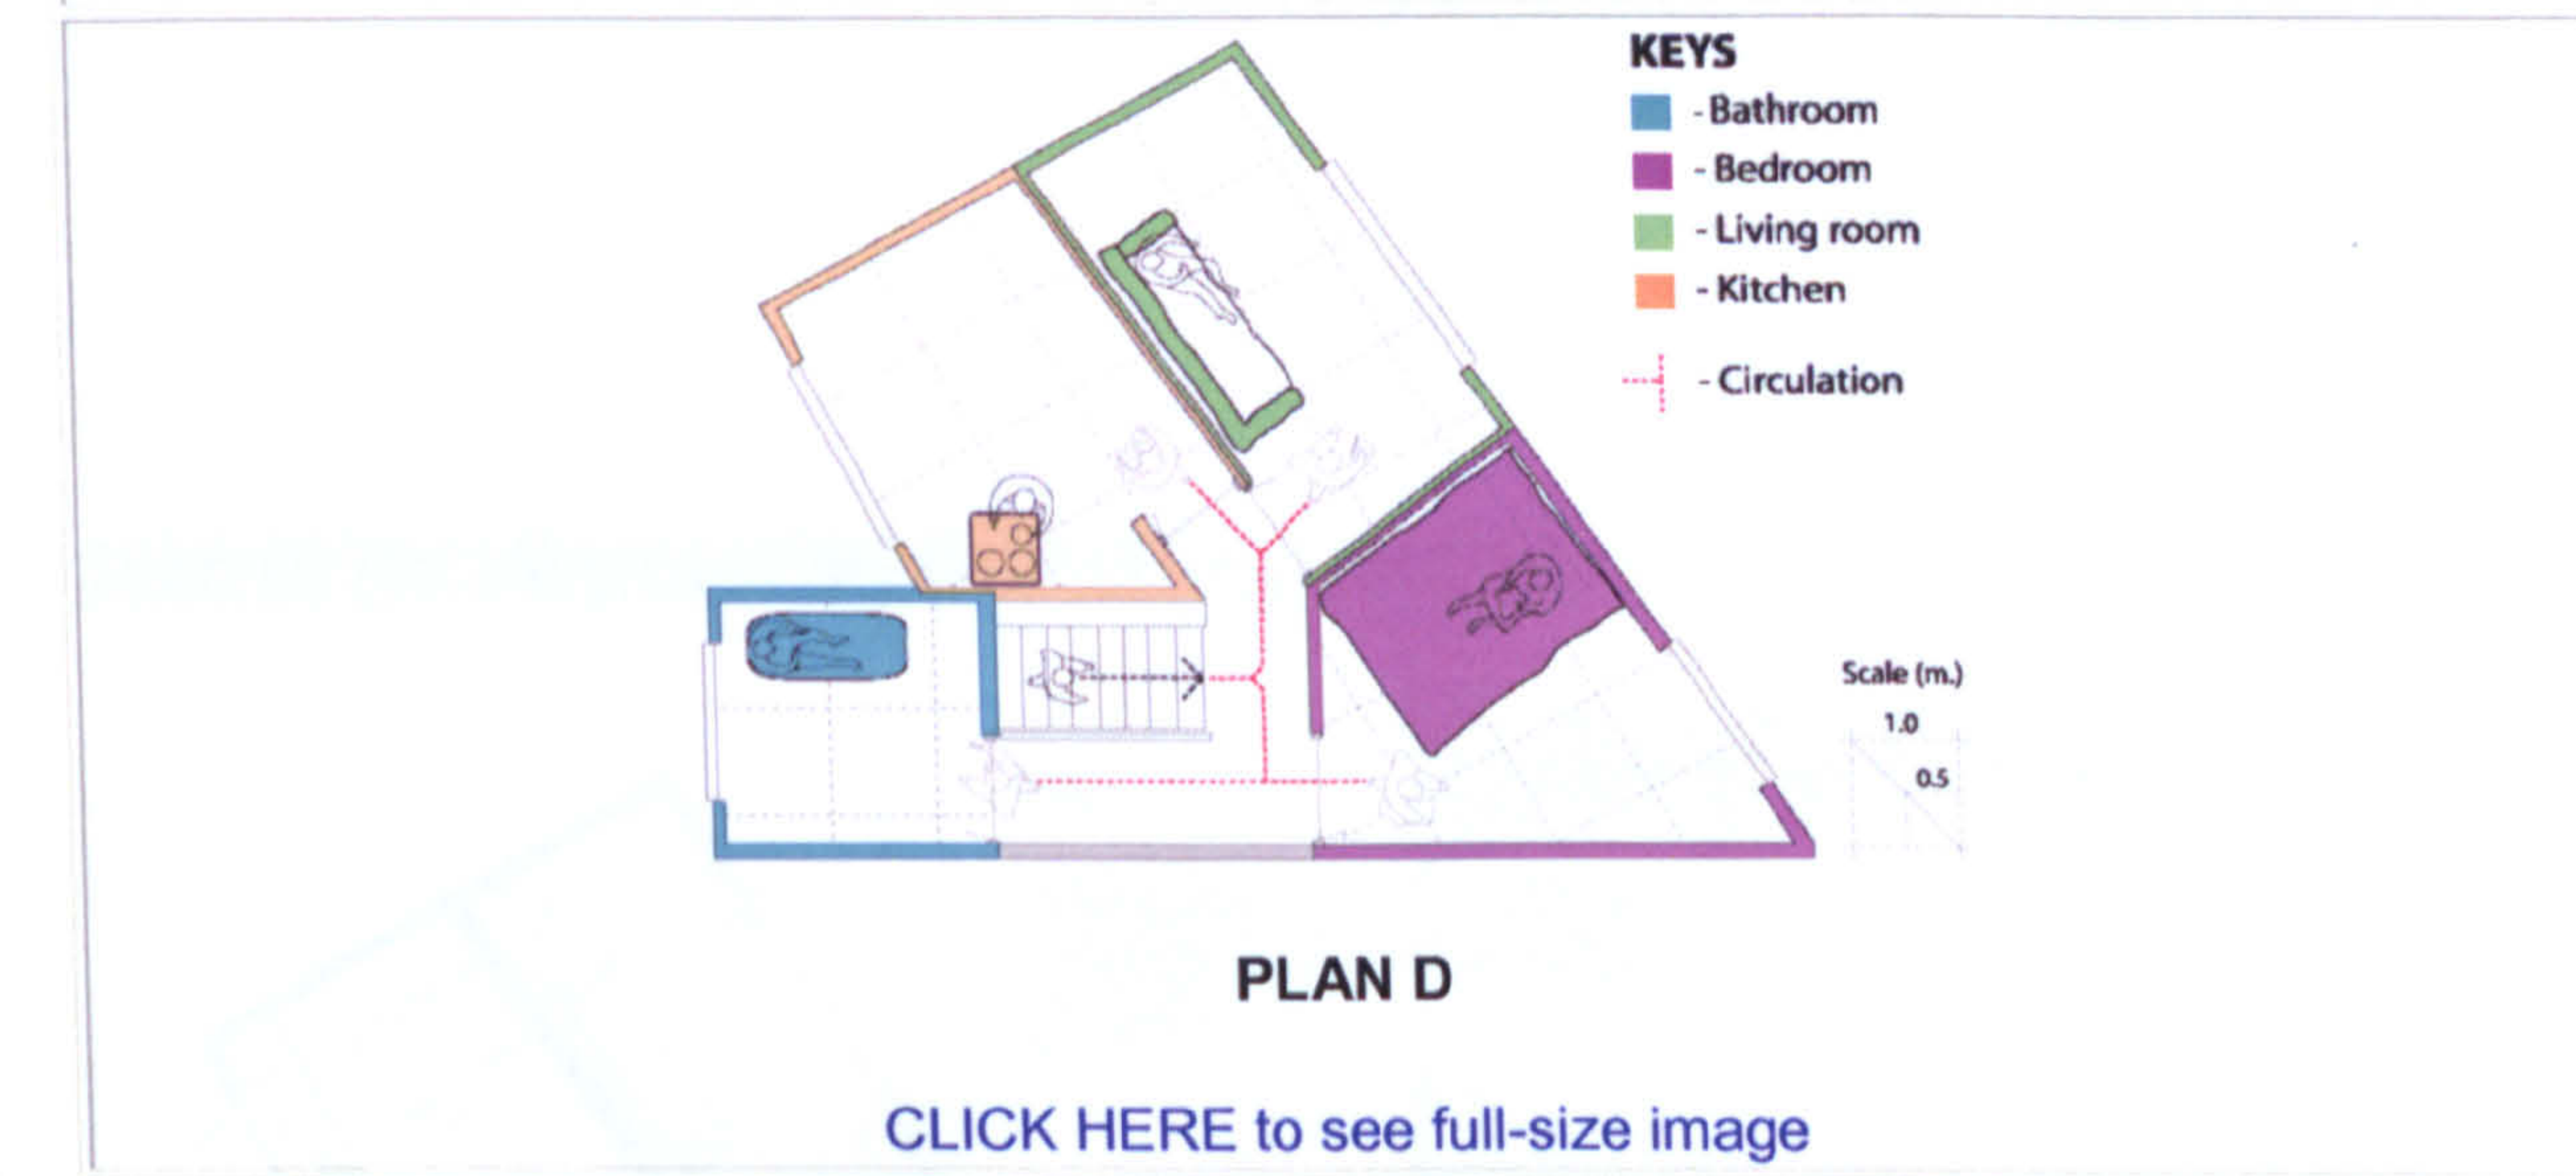 KEYS
- Bathroom
- Bedroom
- Living room
- Kitchen
- Circulation
Scale (m.)
1.0
0.5
PLAN D
CLICK HERE to see full-size image